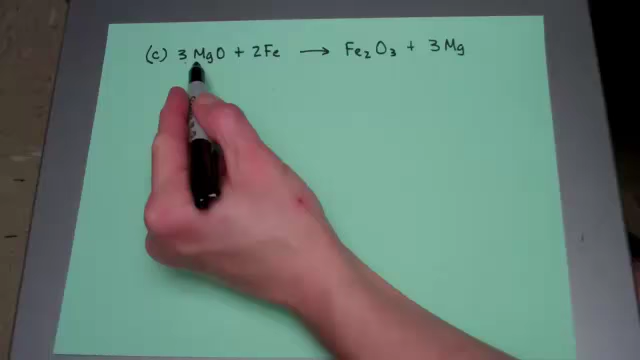 (c) 3 MgO + 2Fe → Fe₂O₃ + 3 Mg